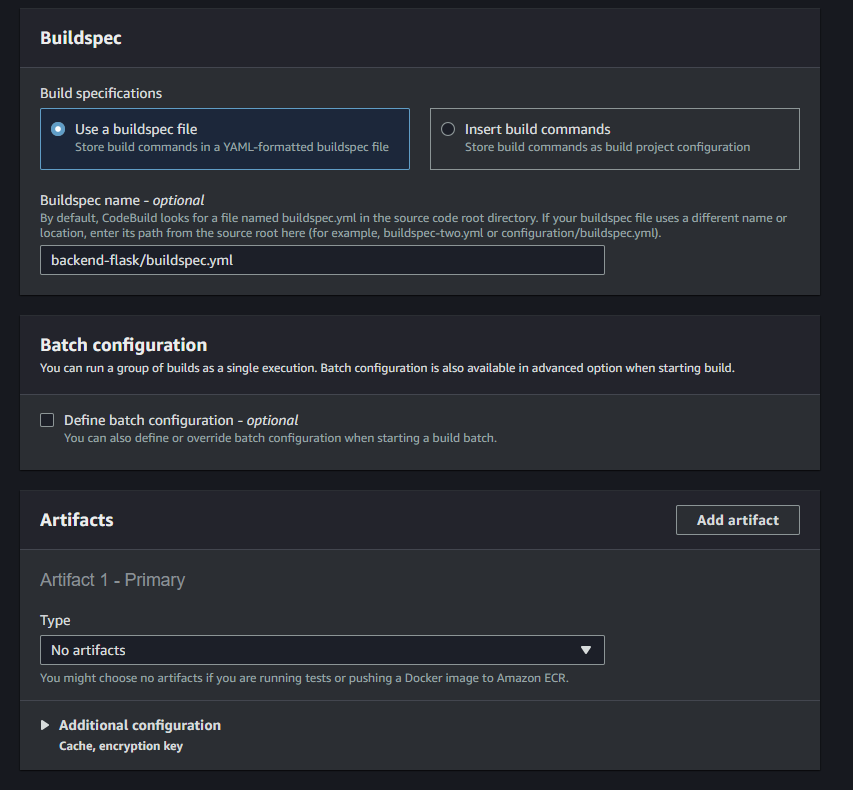 Buildspec
Build specifications
Use a buildspec file
Store build commands in a YAML-formatted buildspec file
Insert build commands
Store build commands as build project configuration
Buildspec name - optional
By default, CodeBuild looks for a file named buildspec.yml in the source code root directory. If your buildspec file uses a different name or
location, enter its path from the source root here (for example, buildspec-two.yml or configuration/buildspec.yml).
backend-flask/buildspec.yml
Batch configuration
You can run a group of builds as a single execution. Batch configuration is also available in advanced option when starting build.
Define batch configuration - optional
You can also define or override batch configuration when starting a build batch.
Artifacts
Add artifact
Artifact 1 - Primary
Type
No artifacts
You might choose no artifacts if you are running tests or pushing a Docker image to Amazon ECR.
Additional configuration
Cache, encryption key